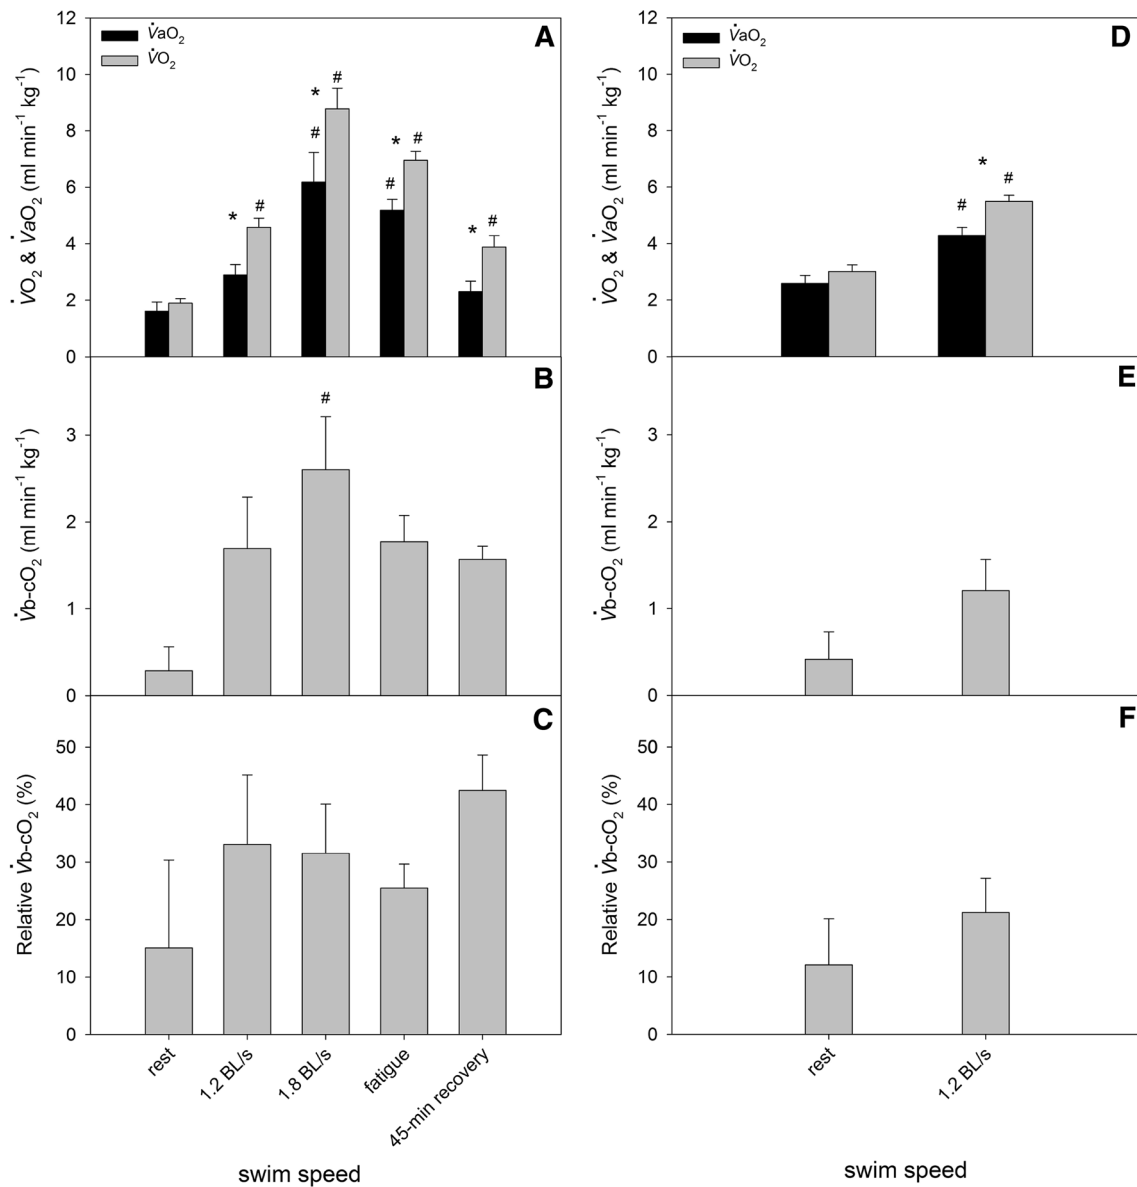 A
V̇aO₂
V̇O₂
V̇O₂ & V̇aO₂ (ml min⁻¹ kg⁻¹)
12
10
8
6
4
2
0
* # # * # # * # # * # * #
B
V̇b-cO₂ (ml min⁻¹ kg⁻¹)
3
2
1
0
#
C
Relative V̇b-cO₂ (%)
50
40
30
20
10
0
rest
1.2 BL/s
1.8 BL/s
fatigue
45-min recovery
swim speed
D
V̇aO₂
V̇O₂
V̇O₂ & V̇aO₂ (ml min⁻¹ kg⁻¹)
12
10
8
6
4
2
0
# * #
E
V̇b-cO₂ (ml min⁻¹ kg⁻¹)
3
2
1
0
F
Relative V̇b-cO₂ (%)
50
40
30
20
10
0
rest
1.2 BL/s
swim speed